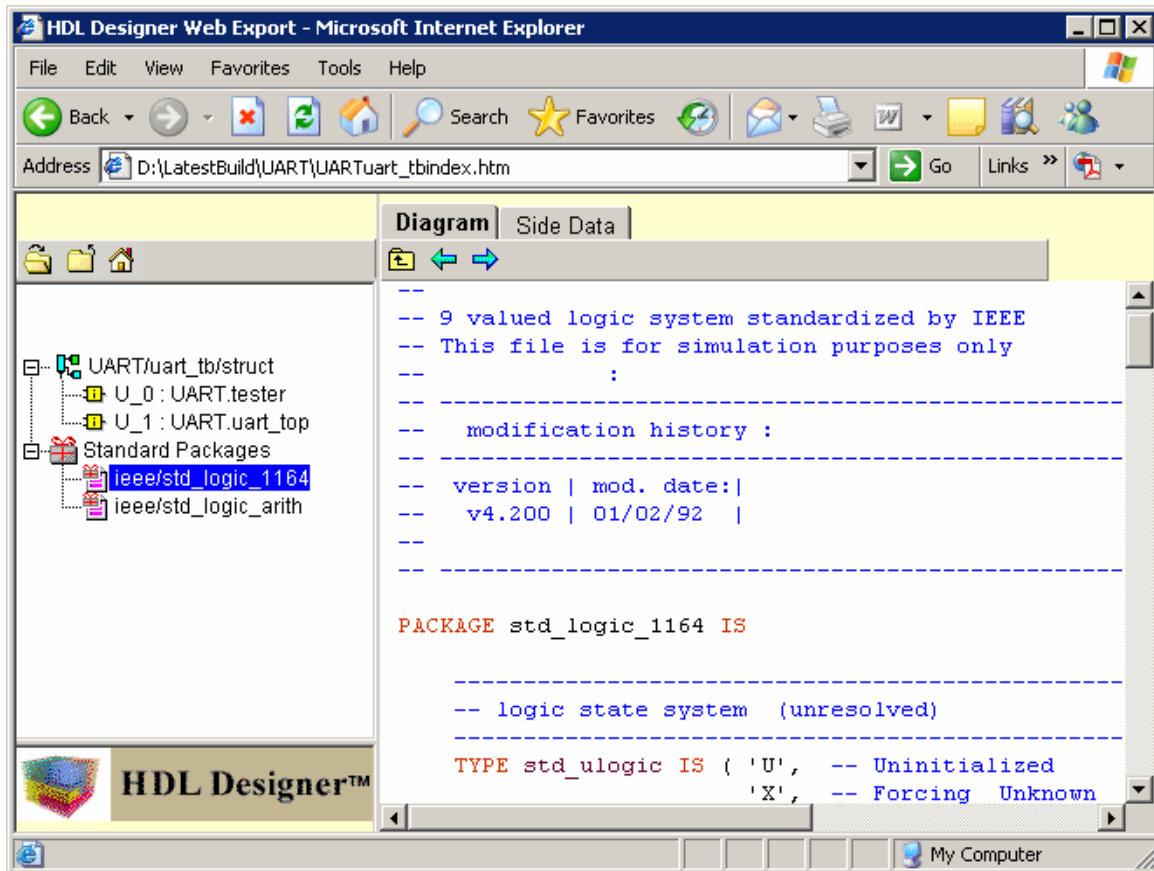 HDL Designer Web Export - Microsoft Internet Explorer
File Edit View Favorites Tools Help
Back Search Favorites W
Address D:\LatestBuild\UART\UARTuart_tbindex.htm Go Links »
Diagram Side Data
UART/uart_tb/struct
U_0 : UART.tester
U_1 : UART.uart_top
Standard Packages
ieee/std_logic_1164
ieee/std_logic_arith
HDL Designer™
--
-- 9 valued logic system standardized by IEEE
-- This file is for simulation purposes only
--             :
-- --------------------------------------------------
--   modification history :
-- --------------------------------------------------
--  version | mod. date:|
--   v4.200 | 01/02/92  |
--
-- --------------------------------------------------
PACKAGE std_logic_1164 IS
-------------------------------------------------
-- logic state system  (unresolved)
-------------------------------------------------
TYPE std_ulogic IS ( 'U',  -- Uninitialized
'X',  -- Forcing  Unknown
My Computer